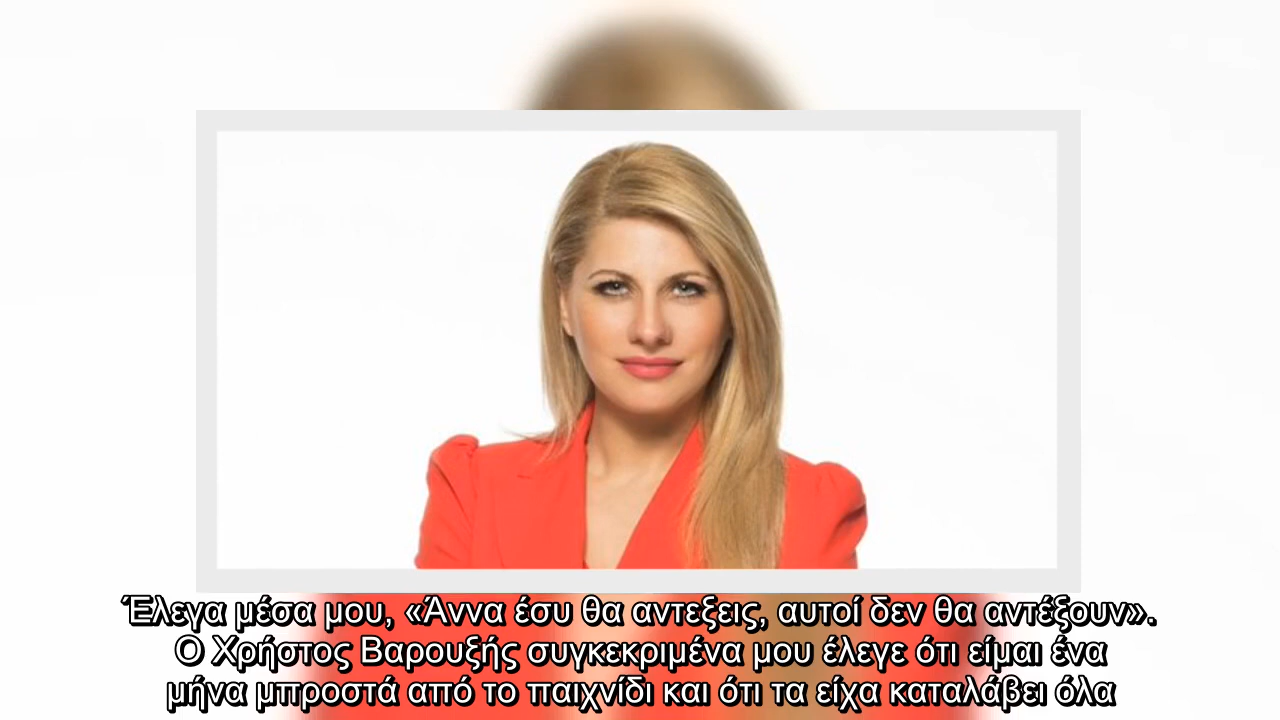 Έλεγα μέσα μου, «Άννα έσυ θα αντεξεις, αυτοί δεν θα αντέξουν».
Ο Χρήστος Βαρουξής συγκεκριμένα μου έλεγε ότι είμαι ένα
μήνα μπροστά από το παιχνίδι και ότι τα είχα καταλάβει όλα